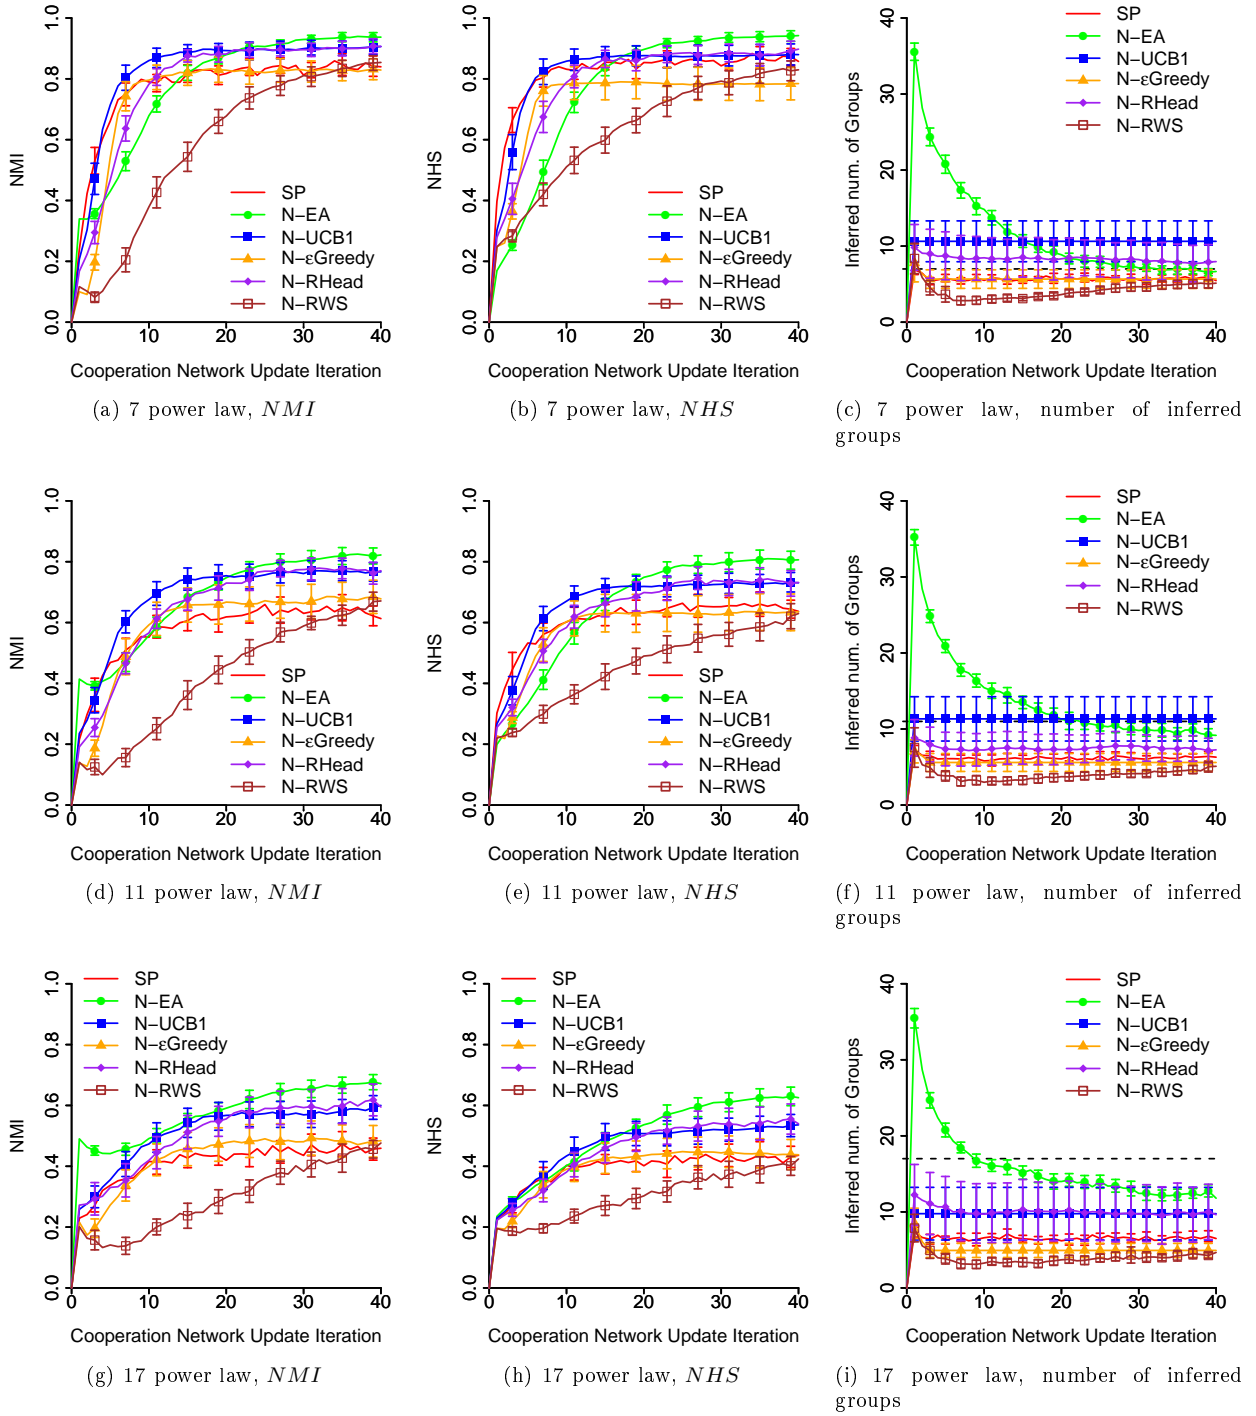 NMI
0.0 0.2 0.4 0.6 0.8 1.0
0 10 20 30 40
SP
N−EA
N−UCB1
N−εGreedy
N−RHead
N−RWS
Cooperation Network Update Iteration
(a) 7 power law, NMI
NHS
0.0 0.2 0.4 0.6 0.8 1.0
0 10 20 30 40
SP
N−EA
N−UCB1
N−εGreedy
N−RHead
N−RWS
Cooperation Network Update Iteration
(b) 7 power law, NHS
Inferred num. of Groups
0 10 20 30 40
0 10 20 30 40
SP
N−EA
N−UCB1
N−εGreedy
N−RHead
N−RWS
Cooperation Network Update Iteration
(c) 7 power law, number of inferred
groups
NMI
0.0 0.2 0.4 0.6 0.8 1.0
0 10 20 30 40
SP
N−EA
N−UCB1
N−εGreedy
N−RHead
N−RWS
Cooperation Network Update Iteration
(d) 11 power law, NMI
NHS
0.0 0.2 0.4 0.6 0.8 1.0
0 10 20 30 40
SP
N−EA
N−UCB1
N−εGreedy
N−RHead
N−RWS
Cooperation Network Update Iteration
(e) 11 power law, NHS
Inferred num. of Groups
0 10 20 30 40
0 10 20 30 40
SP
N−EA
N−UCB1
N−εGreedy
N−RHead
N−RWS
Cooperation Network Update Iteration
(f) 11 power law, number of inferred
groups
NMI
0.0 0.2 0.4 0.6 0.8 1.0
0 10 20 30 40
SP
N−EA
N−UCB1
N−εGreedy
N−RHead
N−RWS
Cooperation Network Update Iteration
(g) 17 power law, NMI
NHS
0.0 0.2 0.4 0.6 0.8 1.0
0 10 20 30 40
SP
N−EA
N−UCB1
N−εGreedy
N−RHead
N−RWS
Cooperation Network Update Iteration
(h) 17 power law, NHS
Inferred num. of Groups
0 10 20 30 40
0 10 20 30 40
SP
N−EA
N−UCB1
N−εGreedy
N−RHead
N−RWS
Cooperation Network Update Iteration
(i) 17 power law, number of inferred
groups